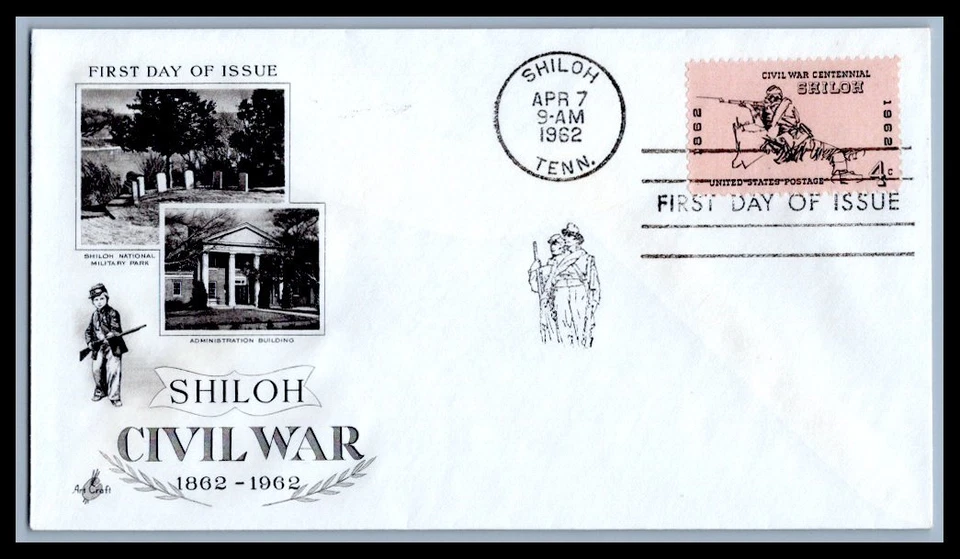 FIRST DAY OF ISSUE
SHILOH NATIONAL
MILITARY PARK
ADMINISTRATION BUILDING
SHILOH
CIVIL WAR
1862 - 1962
Art Craft
SHILOH
APR 7
9-AM
1962
TENN.
CIVIL WAR CENTENNIAL
SHILOH
1862
1962
4c
UNITED STATES POSTAGE
FIRST DAY OF ISSUE